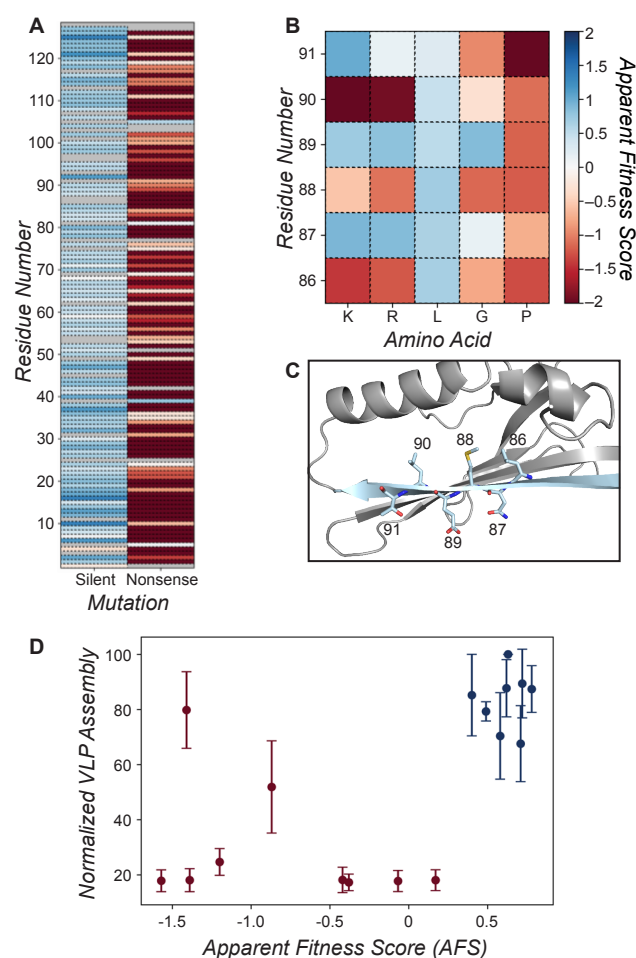 A
Residue Number
120
110
100
90
80
70
60
50
40
30
20
10
Silent Nonsense
Mutation
B
Residue Number
91
90
89
88
87
86
K R L G P
Amino Acid
2
1.5
1
0.5
0
−0.5
−1
−1.5
−2
Apparent Fitness Score
C
90 88 86
91 89 87
D
Normalized VLP Assembly
100
80
60
40
20
-1.5 -1.0 -0.5 0 0.5
Apparent Fitness Score (AFS)